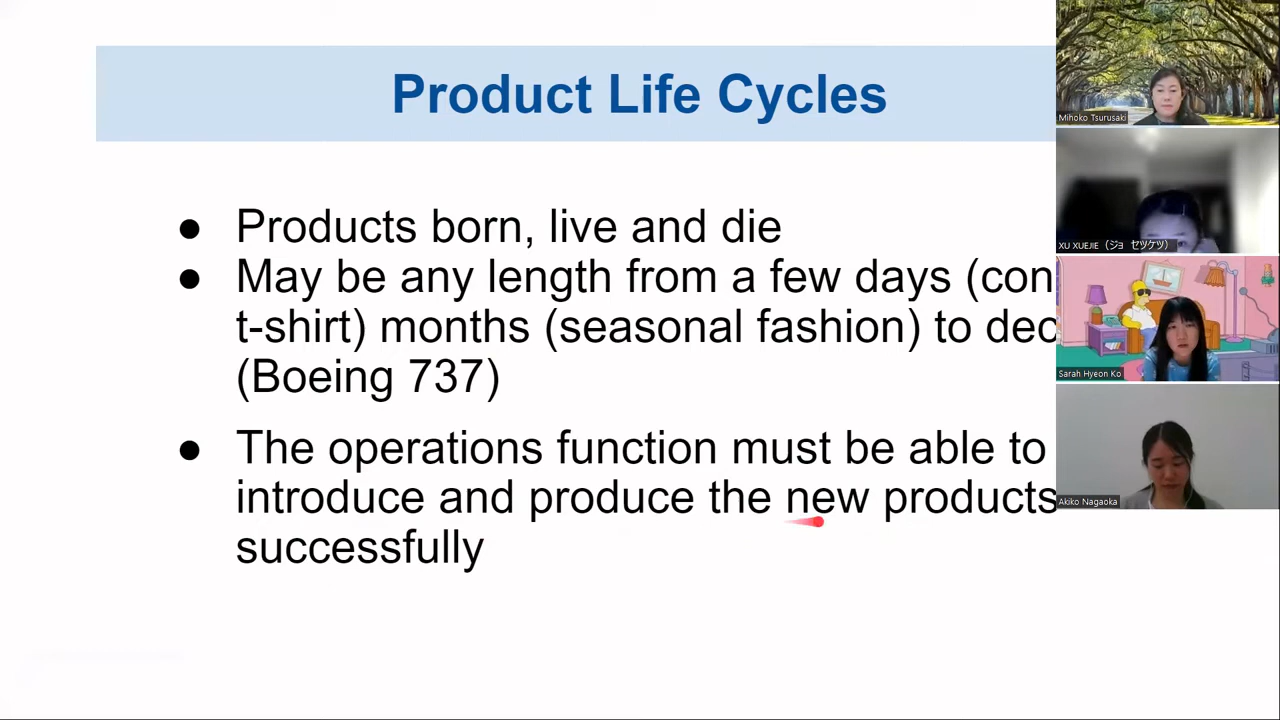 Product Life Cycles
● Products born, live and die
● May be any length from a few days (con
t-shirt) months (seasonal fashion) to dec
(Boeing 737)
● The operations function must be able to
introduce and produce the new products
successfully
Mihoko Tsurusaki
XU XUEJIE (ジョ セツケツ)
Sarah Hyeon Ko
Akiko Nagaoka